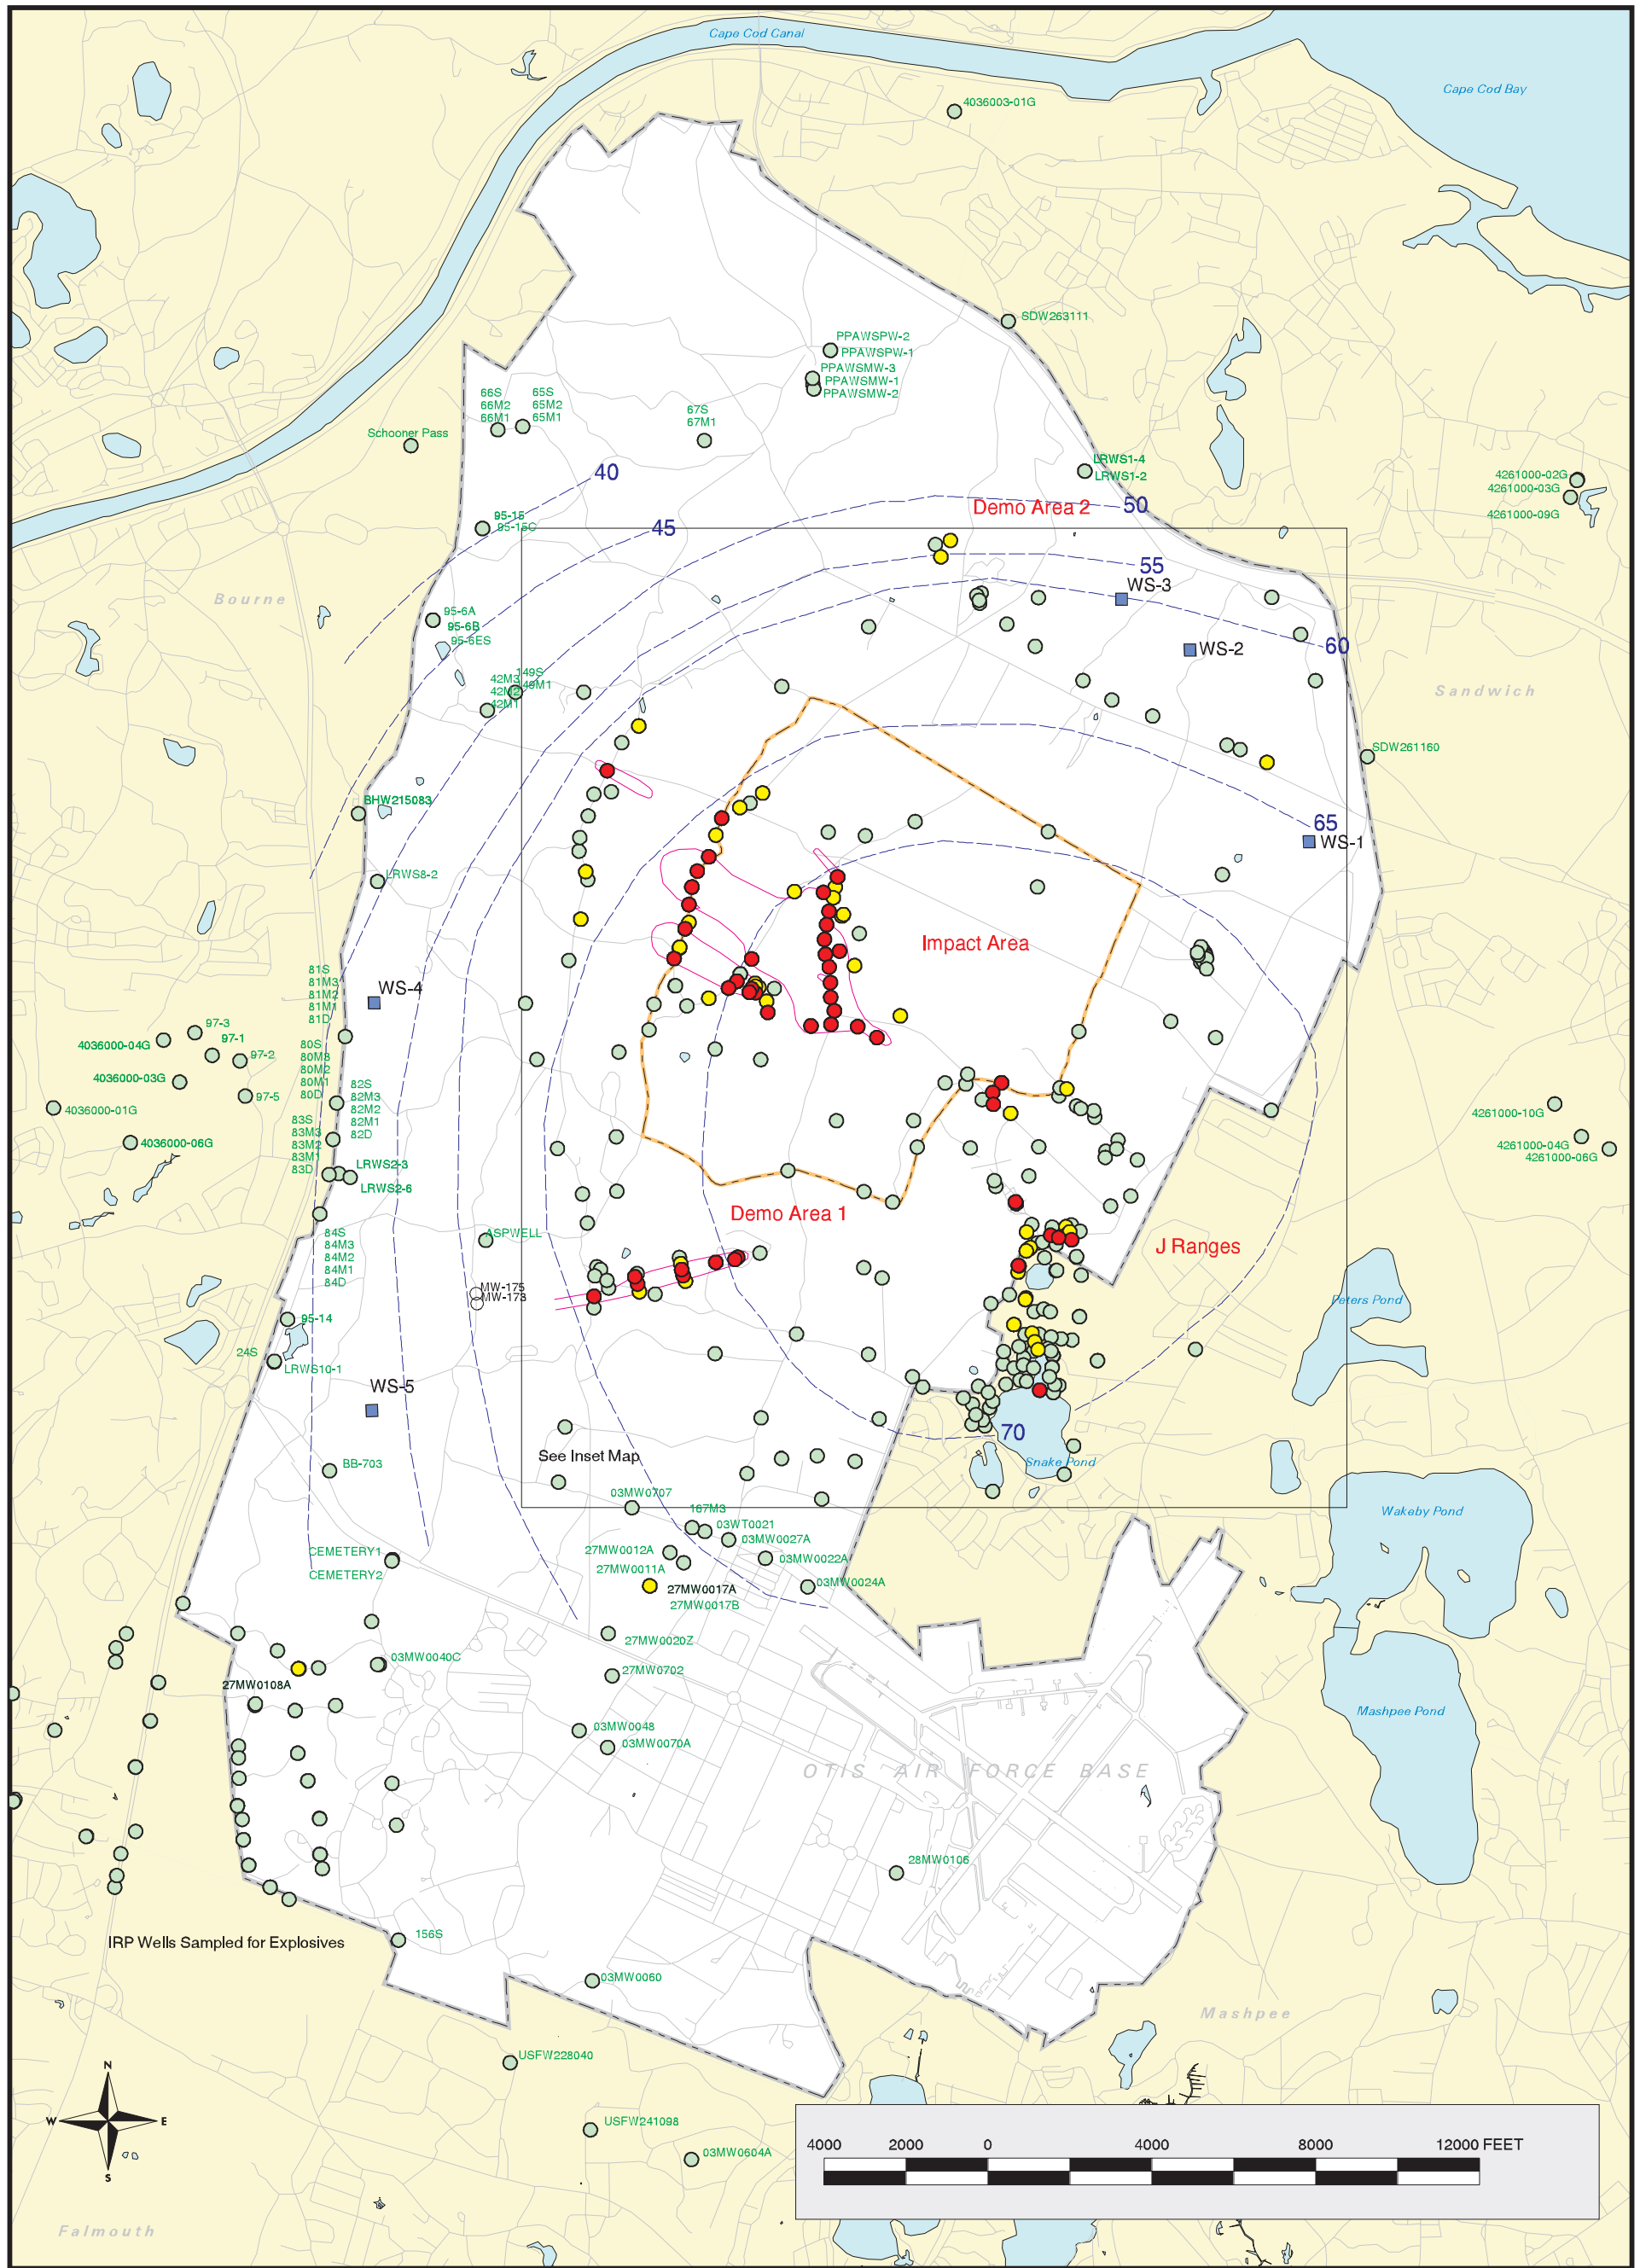 Cape Cod Canal
Cape Cod Bay
4036003-01G
SDW263111
PPAWSPW-2
PPAWSPW-1
PPAWSMW-3
PPAWSMW-1
PPAWSMW-2
66S
66M2
66M1
65S
65M2
65M1
67S
67M1
Schooner Pass
LRWS1-4
LRWS1-2
4261000-02G
4261000-03G
4261000-09G
40
45
50
Demo Area 2
95-15
95-15C
55
WS-3
Bourne
95-6A
95-6B
95-6ES
60
WS-2
149S
149M1
42M3
42M2
42M1
Sandwich
SDW261160
BHW215083
65
WS-1
LRWS8-2
Impact Area
81S
81M3
81M2
81M1
81D
WS-4
97-3
97-1
97-2
97-5
4036000-04G
4036000-03G
4036000-01G
4036000-06G
80S
80M3
80M2
80M1
80D
82S
82M3
82M2
82M1
82D
83S
83M3
83M2
83M1
83D
LRWS2-3
LRWS2-6
4261000-10G
4261000-04G
4261000-06G
Demo Area 1
84S
84M3
84M2
84M1
84D
ASPWELL
J Ranges
MW-175
MW-173
Peters Pond
95-14
24S
LRWS10-1
WS-5
70
BB-703
See Inset Map
Snake Pond
03MW0707
167M3
03WT0021
03MW0027A
Wakeby Pond
CEMETERY1
CEMETERY2
27MW0012A
27MW0011A
03MW0022A
27MW0017A
27MW0017B
03MW0024A
27MW0020Z
03MW0040C
27MW0702
27MW0108A
Mashpee Pond
03MW0048
03MW0070A
OTIS AIR FORCE BASE
28MW0106
156S
IRP Wells Sampled for Explosives
03MW0060
Mashpee
USFW228040
N
W
E
S
USFW241098
03MW0604A
4000 2000 0 4000 8000 12000 FEET
Falmouth